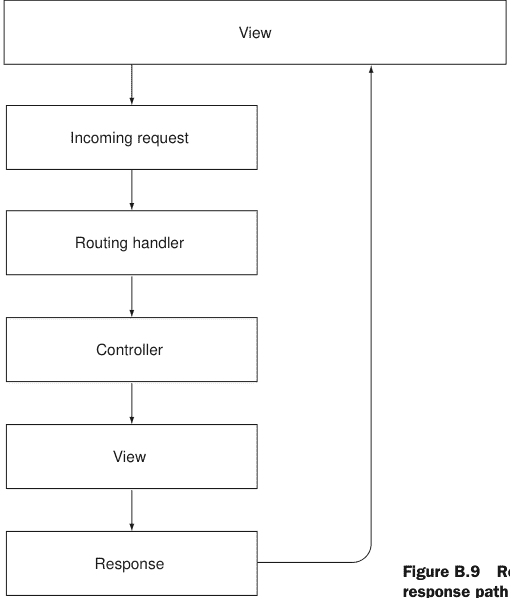 View
Incoming request
Routing handler
Controller
View
Response
Figure B.9
response path